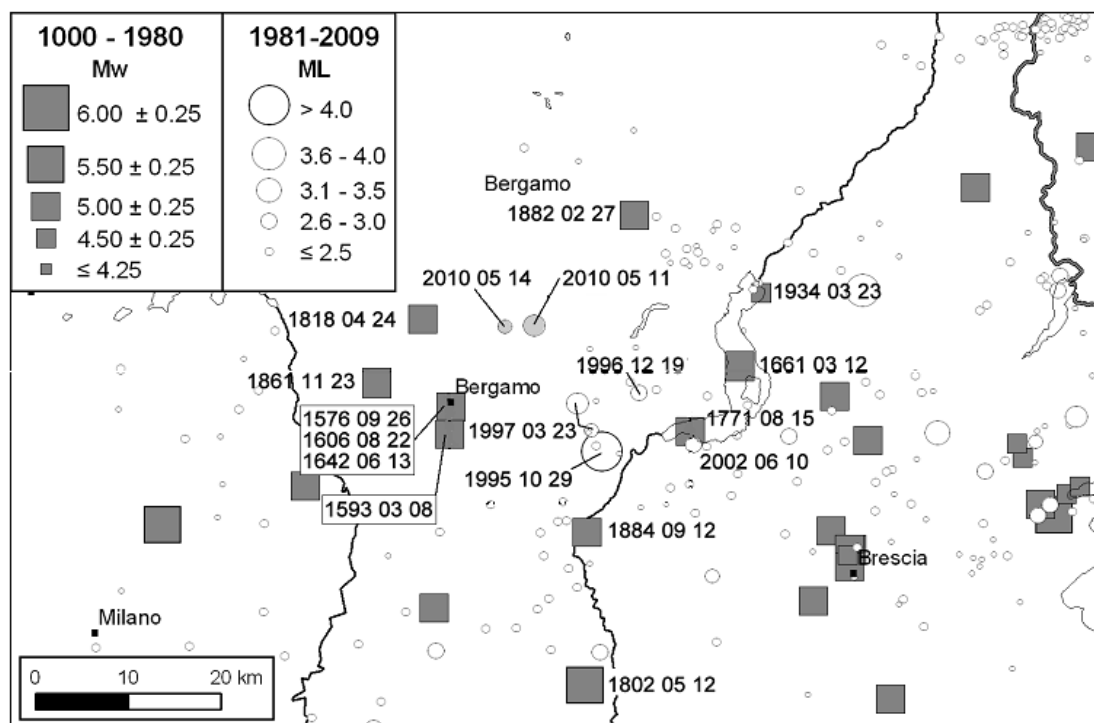 1000 - 1980
Mw
6.00 ± 0.25
5.50 ± 0.25
5.00 ± 0.25
4.50 ± 0.25
≤ 4.25
1981-2009
ML
> 4.0
3.6 - 4.0
3.1 - 3.5
2.6 - 3.0
≤ 2.5
Bergamo
1882 02 27
2010 05 14
2010 05 11
1934 03 23
1818 04 24
1996 12 19
1661 03 12
1861 11 23
Bergamo
1576 09 26
1606 08 22
1642 06 13
1997 03 23
1771 08 15
2002 06 10
1995 10 29
1593 03 08
1884 09 12
Brescia
Milano
1802 05 12
0 10 20 km